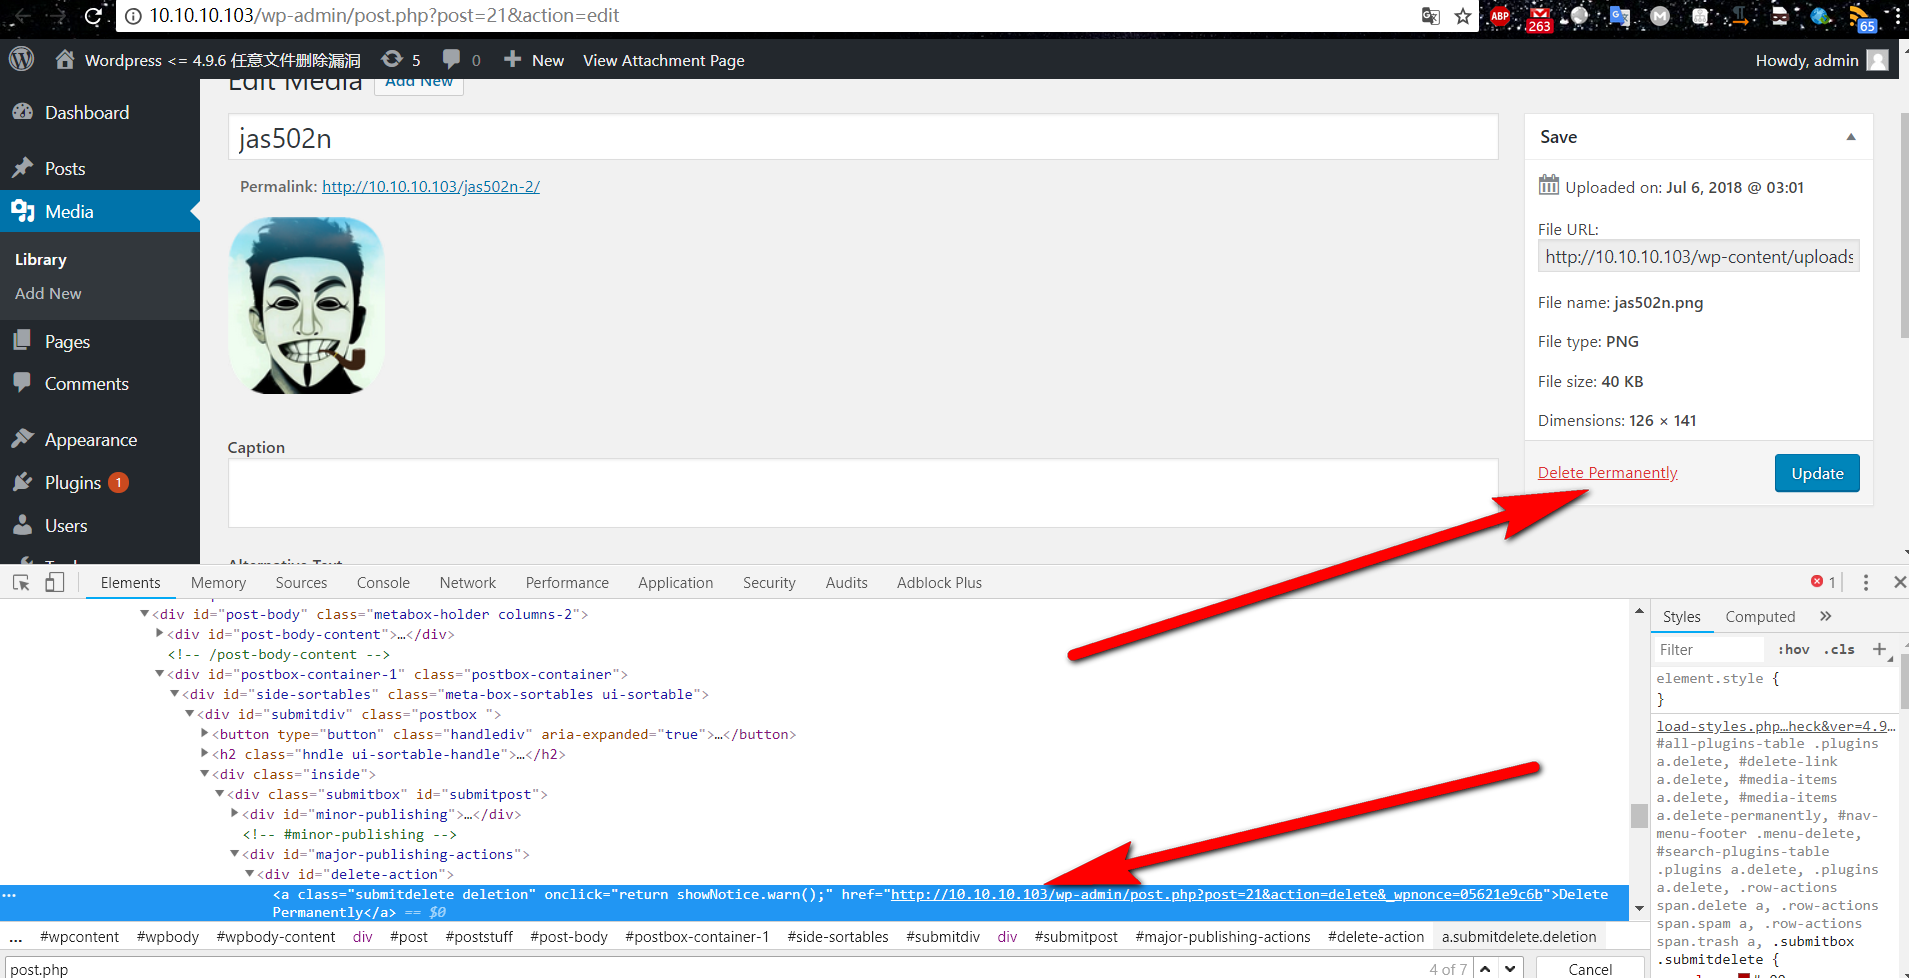 10.10.10.103/wp-admin/post.php?post=21&action=edit
ABP
263
65
Wordpress <= 4.9.6 任意文件删除漏洞 5 0 New View Attachment Page Howdy, admin
Edit Media Add New
Dashboard
Posts
Media
Library
Add New
Pages
Comments
Appearance
Plugins 1
Users
jas502n
Permalink: http://10.10.10.103/jas502n-2/
Caption
Alternative Text
Save
Uploaded on: Jul 6, 2018 @ 03:01
File URL:
http://10.10.10.103/wp-content/uploads
File name: jas502n.png
File type: PNG
File size: 40 KB
Dimensions: 126 × 141
Delete Permanently Update
Elements Memory Sources Console Network Performance Application Security Audits Adblock Plus 1
<div id="post-body" class="metabox-holder columns-2">
<div id="post-body-content">…</div>
<!-- /post-body-content -->
<div id="postbox-container-1" class="postbox-container">
<div id="side-sortables" class="meta-box-sortables ui-sortable">
<div id="submitdiv" class="postbox ">
<button type="button" class="handlediv" aria-expanded="true">…</button>
<h2 class="hndle ui-sortable-handle">…</h2>
<div class="inside">
<div class="submitbox" id="submitpost">
<div id="minor-publishing">…</div>
<!-- #minor-publishing -->
<div id="major-publishing-actions">
<div id="delete-action">
<a class="submitdelete deletion" onclick="return showNotice.warn();" href="http://10.10.10.103/wp-admin/post.php?post=21&action=delete&_wpnonce=05621e9c6b">Delete
Permanently</a> == $0
... #wpcontent #wpbody #wpbody-content div #post #poststuff #post-body #postbox-container-1 #side-sortables #submitdiv div #submitpost #major-publishing-actions #delete-action a.submitdelete.deletion
post.php 4 of 7 Cancel
Styles Computed »
Filter :hov .cls +
element.style {
}
load-styles.php…heck&ver=4.9…
#all-plugins-table .plugins
a.delete, #delete-link
a.delete, #media-items
a.delete, #media-items
a.delete-permanently, #nav-
menu-footer .menu-delete,
#search-plugins-table
.plugins a.delete, .plugins
a.delete, .row-actions
span.delete a, .row-actions
span.spam a, .row-actions
span.trash a, .submitbox
.submitdelete {